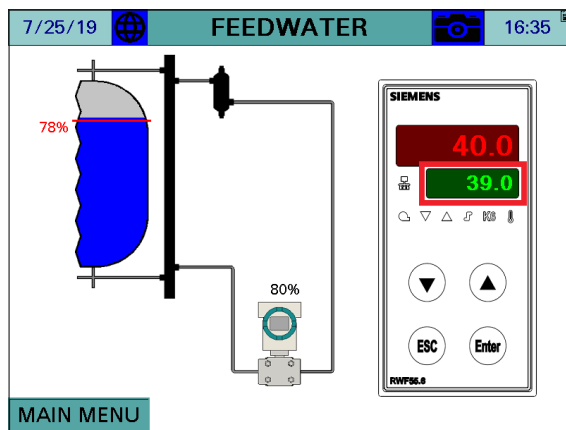 7/25/19
FEEDWATER
16:35
SIEMENS
78%
40.0
39.0
K6
80%
ESC
Enter
RWF55.6
MAIN MENU